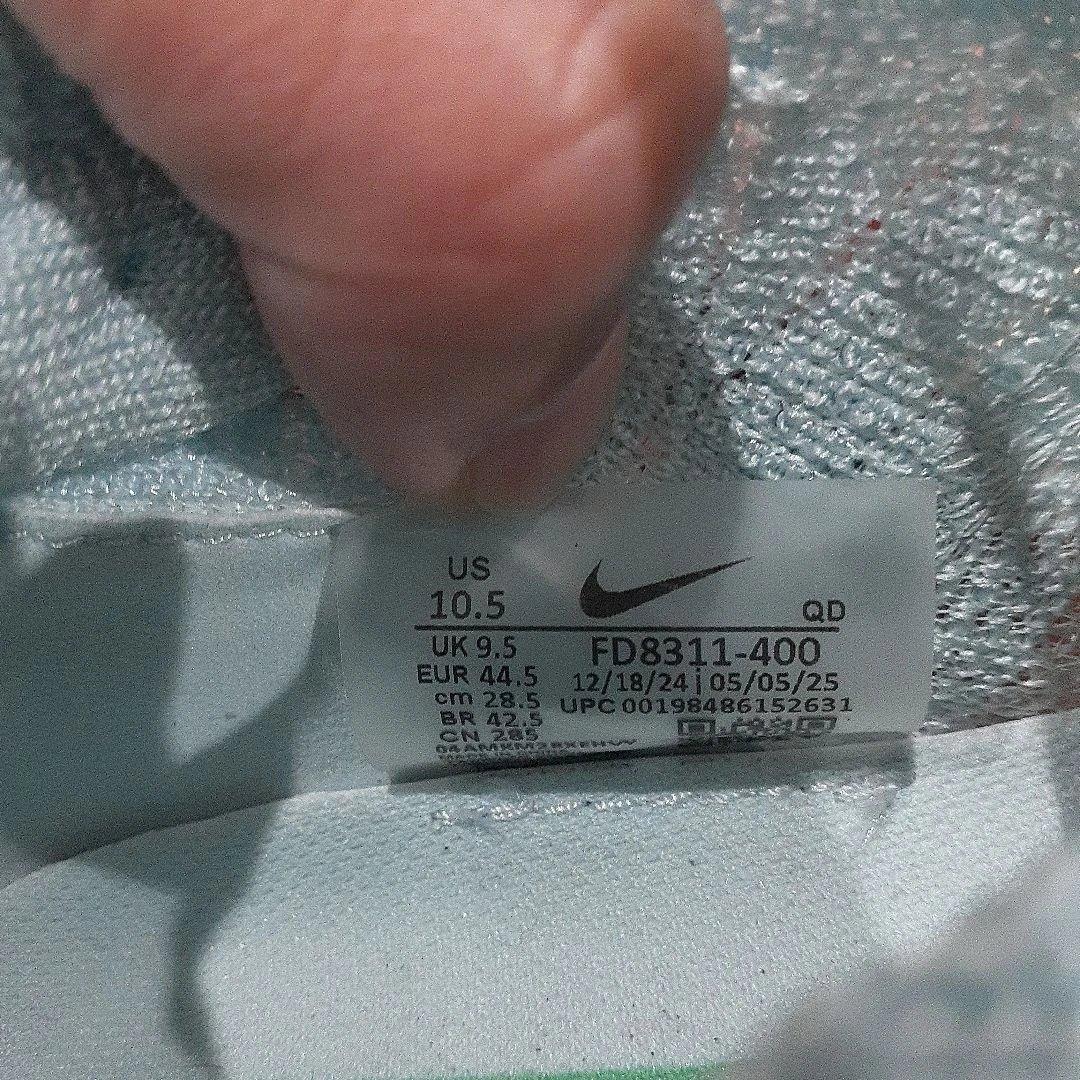 US
10.5
QD
UK 9.5
EUR 44.5
cm 28.5
BR 42.5
CN 285
FD8311-400
12/18/24 | 05/05/25
UPC 00198486152631